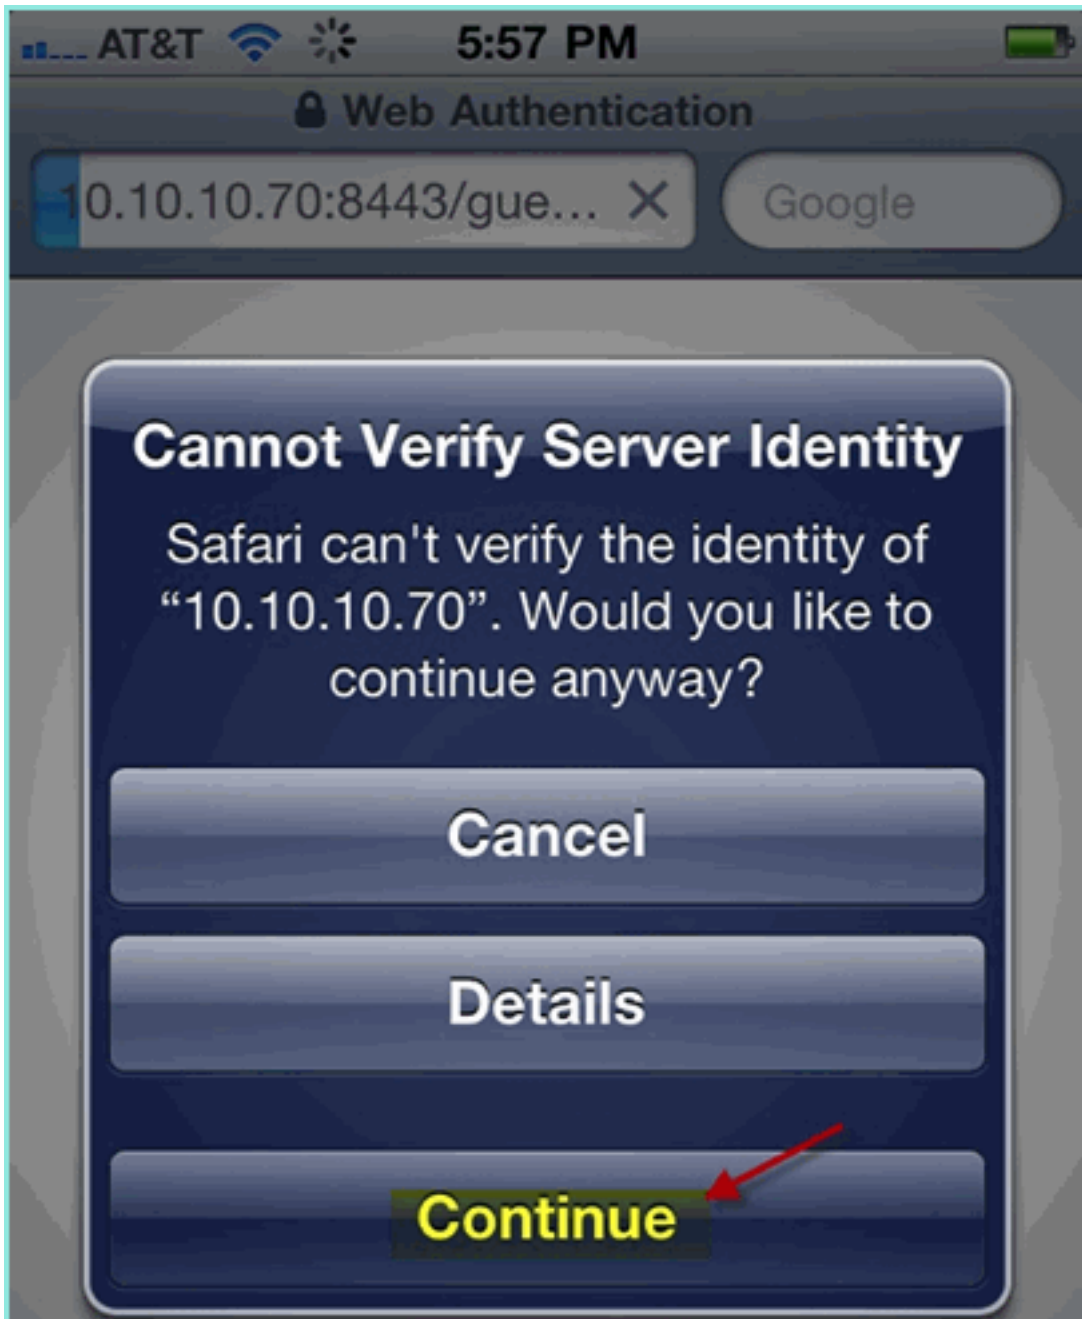 AT&T 5:57 PM
Web Authentication
10.10.10.70:8443/gue... Google
Cannot Verify Server Identity
Safari can't verify the identity of
“10.10.10.70”. Would you like to
continue anyway?
Cancel
Details
Continue